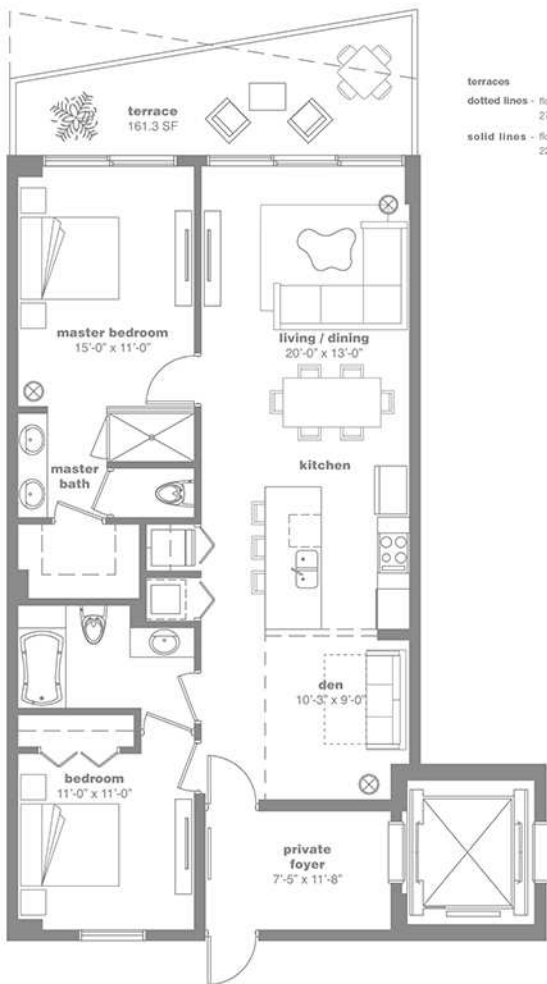 terrace
161.3 SF
terraces
dotted lines -
solid lines -
master bedroom
15'-0" x 11'-0"
living / dining
20'-0" x 13'-0"
master
bath
kitchen
den
10'-3" x 9'-0"
bedroom
11'-0" x 11'-0"
private
foyer
7'-5" x 11'-8"